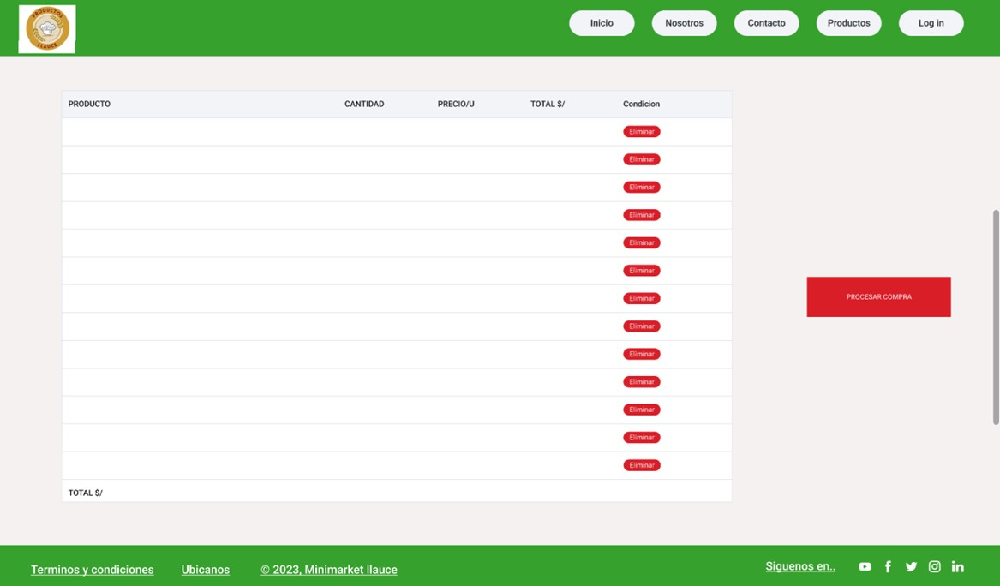 PRODUCTOS
LLAUCE
Inicio
Nosotros
Contacto
Productos
Log in
PRODUCTO CANTIDAD PRECIO/U TOTAL $/ Condicion
Eliminar
Eliminar
Eliminar
Eliminar
Eliminar
Eliminar
Eliminar
Eliminar
Eliminar
Eliminar
Eliminar
Eliminar
Eliminar
TOTAL $/
PROCESAR COMPRA
Terminos y condiciones
Ubicanos
© 2023, Minimarket llauce
Siguenos en..